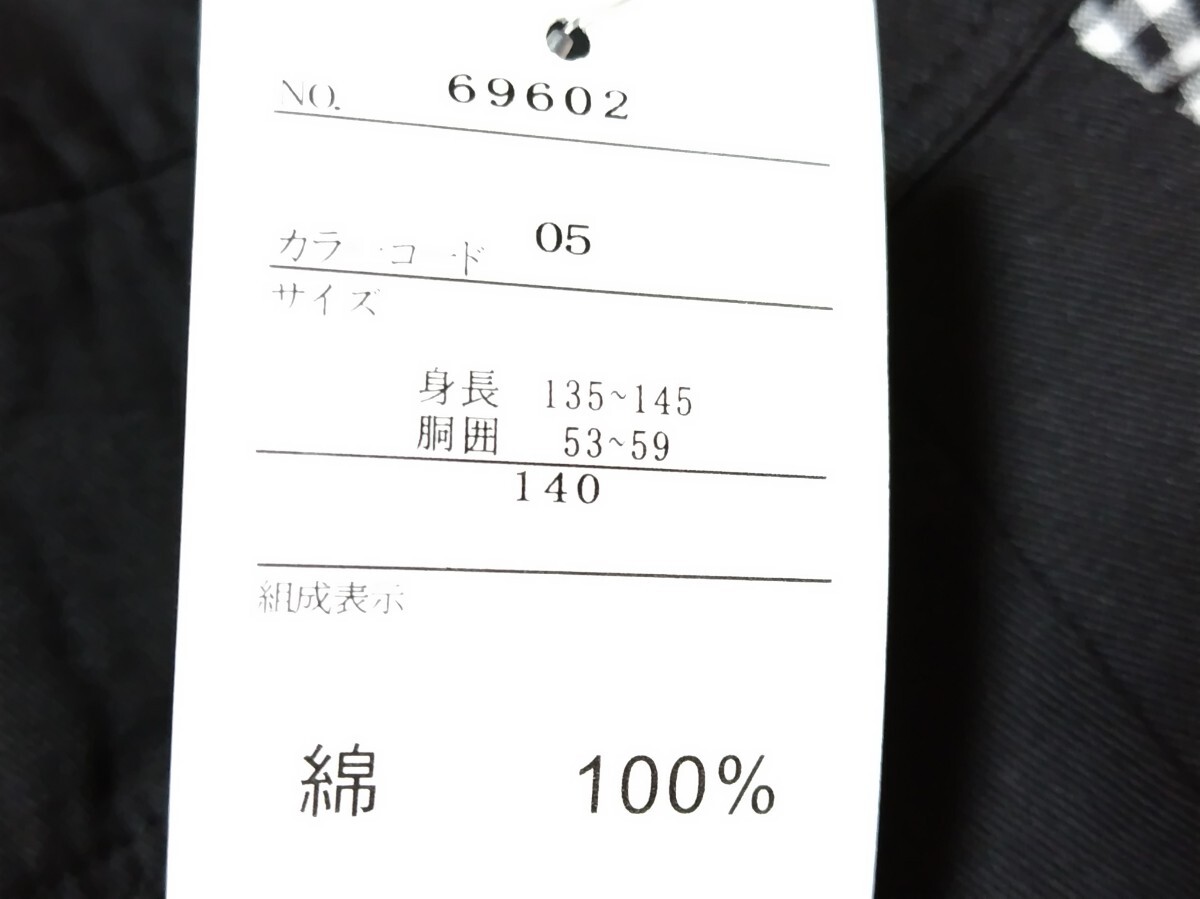 NO. 69602
カラーコード 05
サイズ
身長 135~145
胴囲 53~59
140
組成表示
綿 100%